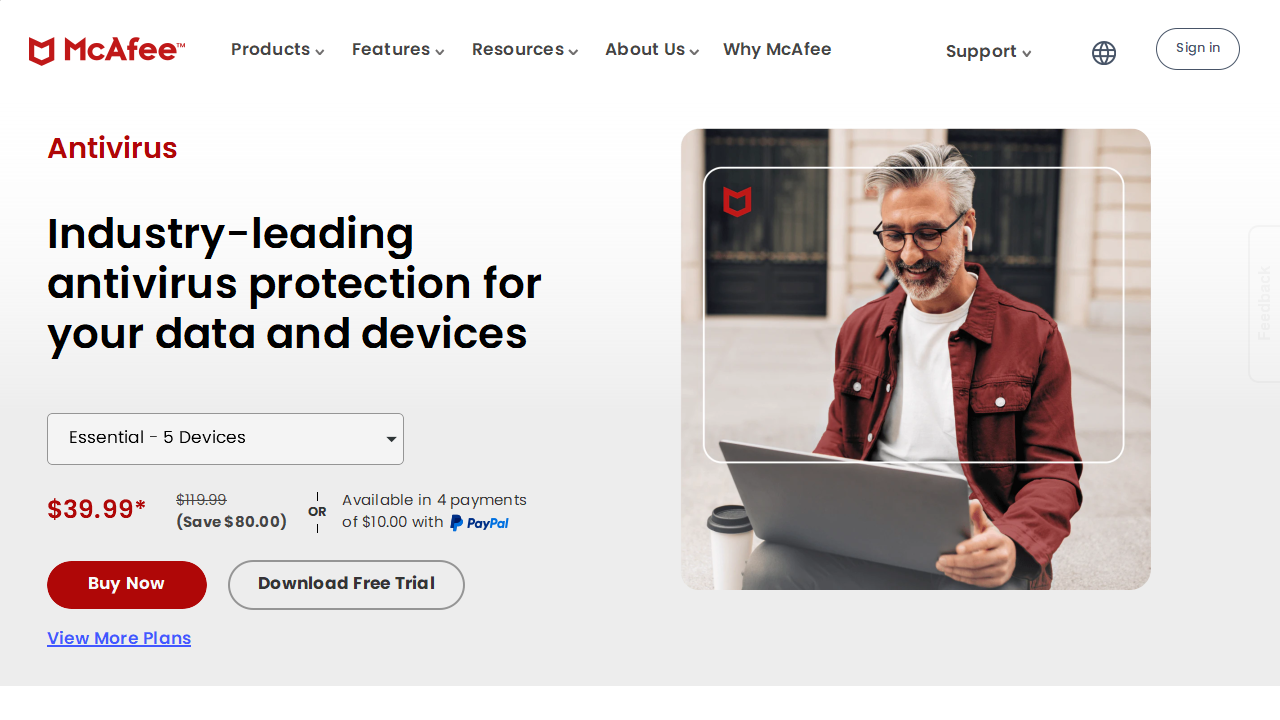 McAfee™
Products
Features
Resources
About Us
Why McAfee
Support
Sign in
Antivirus
Industry-leading
antivirus protection for
your data and devices
Essential - 5 Devices
$39.99*
$119.99
(Save $80.00)
OR
Available in 4 payments
of $10.00 with PayPal
Buy Now
Download Free Trial
View More Plans
Feedback